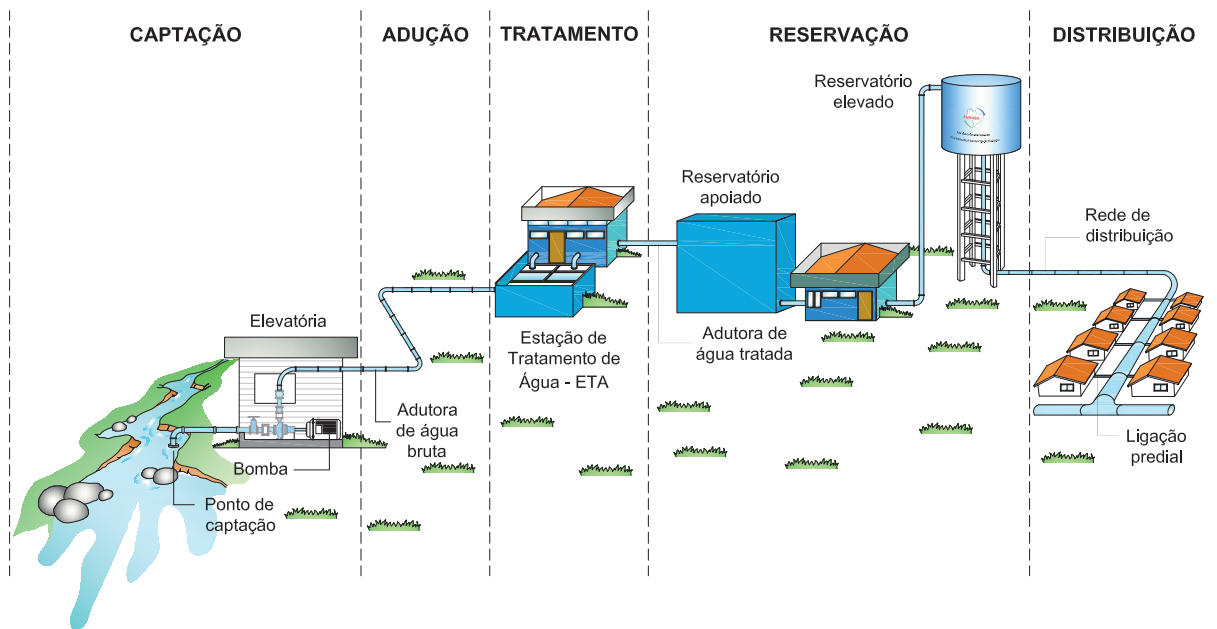 CAPTAÇÃO
ADUÇÃO
TRATAMENTO
RESERVAÇÃO
DISTRIBUIÇÃO
Reservatório
elevado
Reservatório
apoiado
Rede de
distribuição
Elevatória
Estação de
Tratamento de
Água - ETA
Adutora de
água tratada
Adutora
de água
bruta
Bomba
Ponto de
captação
Ligação
predial